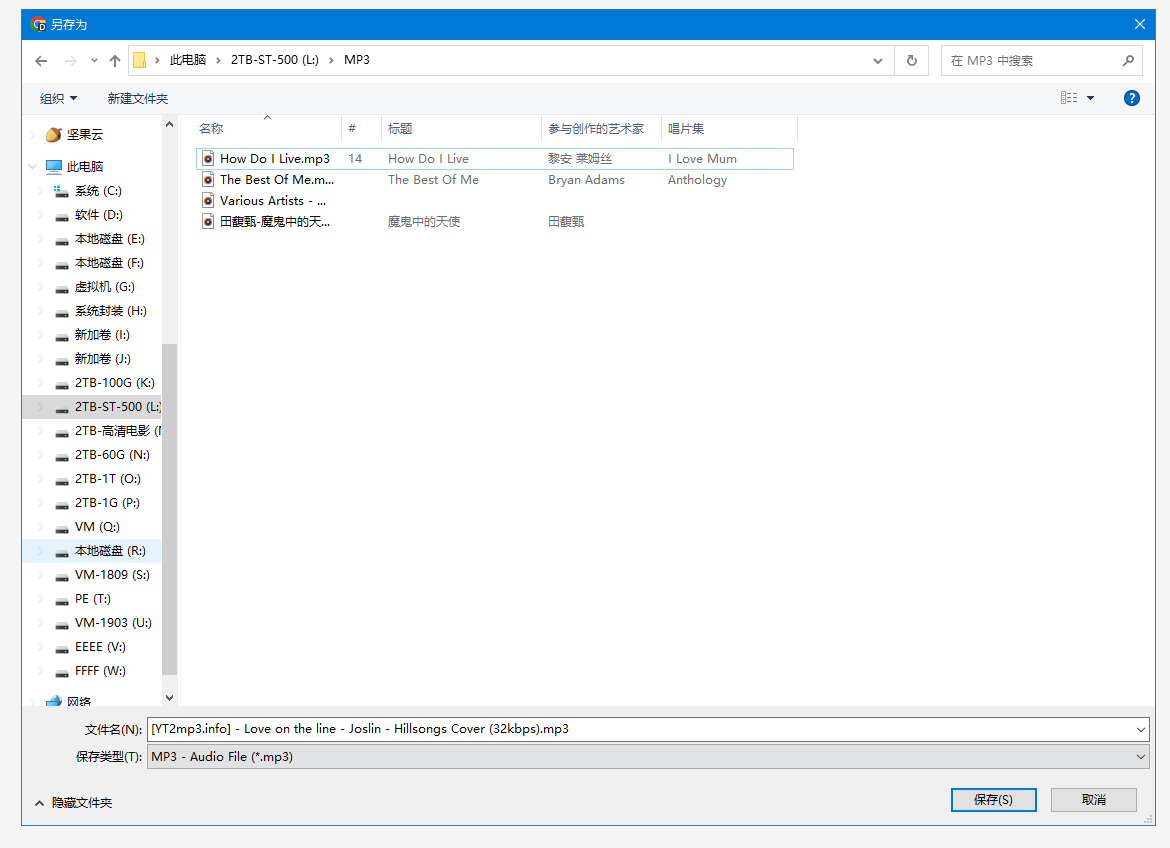 另存为
此电脑 › 2TB-ST-500 (L:) › MP3
在 MP3 中搜索
组织 新建文件夹
坚果云
此电脑
系统 (C:)
软件 (D:)
本地磁盘 (E:)
本地磁盘 (F:)
虚拟机 (G:)
系统封装 (H:)
新加卷 (I:)
新加卷 (J:)
2TB-100G (K:)
2TB-ST-500 (L:)
2TB-高清电影 (
2TB-60G (N:)
2TB-1T (O:)
2TB-1G (P:)
VM (Q:)
本地磁盘 (R:)
VM-1809 (S:)
PE (T:)
VM-1903 (U:)
EEEE (V:)
FFFF (W:)
网络
名称 # 标题 参与创作的艺术家 唱片集
How Do I Live.mp3 14 How Do I Live 黎安 莱姆丝 I Love Mum
The Best Of Me.m... The Best Of Me Bryan Adams Anthology
Various Artists - ...
田馥甄-魔鬼中的天... 魔鬼中的天使 田馥甄
文件名(N): [YT2mp3.info] - Love on the line - Joslin - Hillsongs Cover (32kbps).mp3
保存类型(T): MP3 - Audio File (*.mp3)
隐藏文件夹
保存(S) 取消